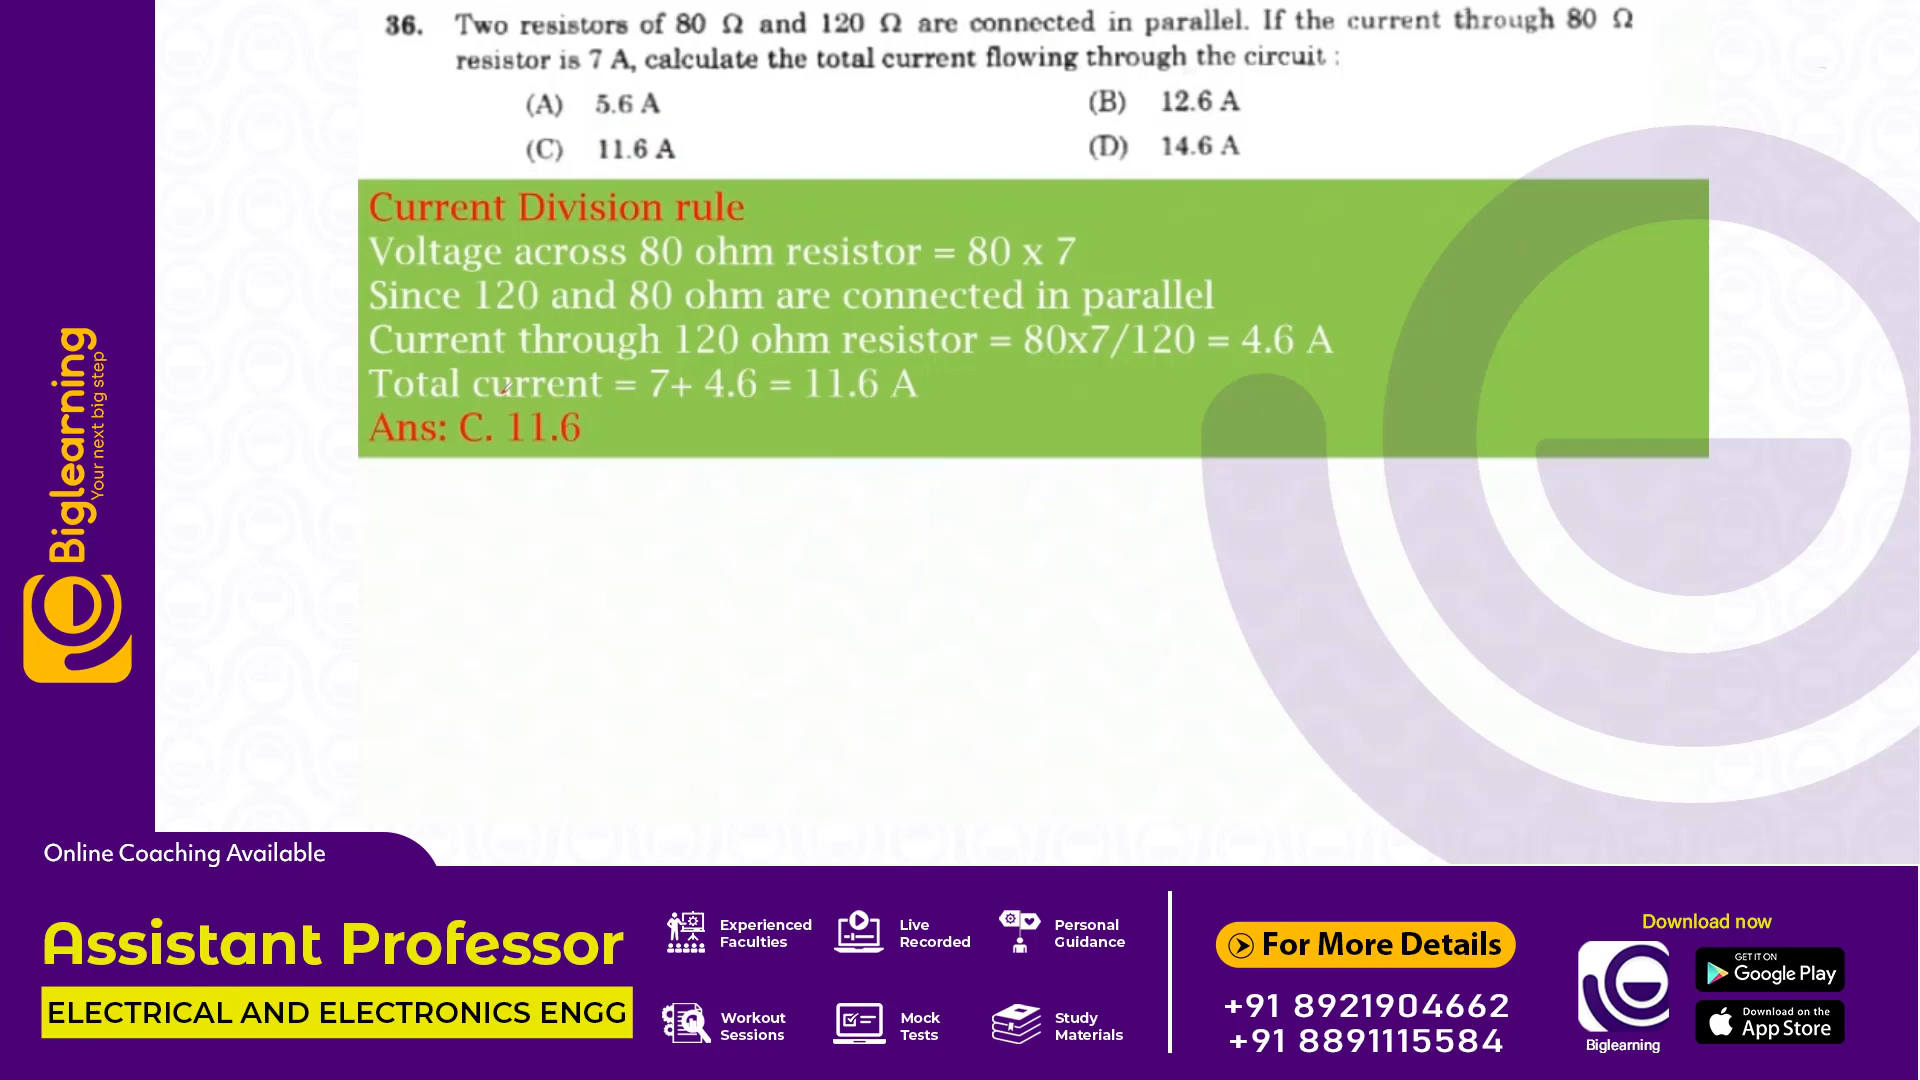 36. Two resistors of 80 Ω and 120 Ω are connected in parallel. If the current through 80 Ω
resistor is 7 A, calculate the total current flowing through the circuit :
(A) 5.6 A (B) 12.6 A
(C) 11.6 A (D) 14.6 A
Current Division rule
Voltage across 80 ohm resistor = 80 x 7
Since 120 and 80 ohm are connected in parallel
Current through 120 ohm resistor = 80x7/120 = 4.6 A
Total current = 7+ 4.6 = 11.6 A
Ans: C. 11.6
Biglearning
Your next big step
Online Coaching Available
Assistant Professor
ELECTRICAL AND ELECTRONICS ENGG
Experienced
Faculties
Live
Recorded
Personal
Guidance
Workout
Sessions
Mock
Tests
Study
Materials
For More Details
+91 8921904662
+91 8891115584
Download now
Biglearning
GET IT ON
Google Play
Download on the
App Store